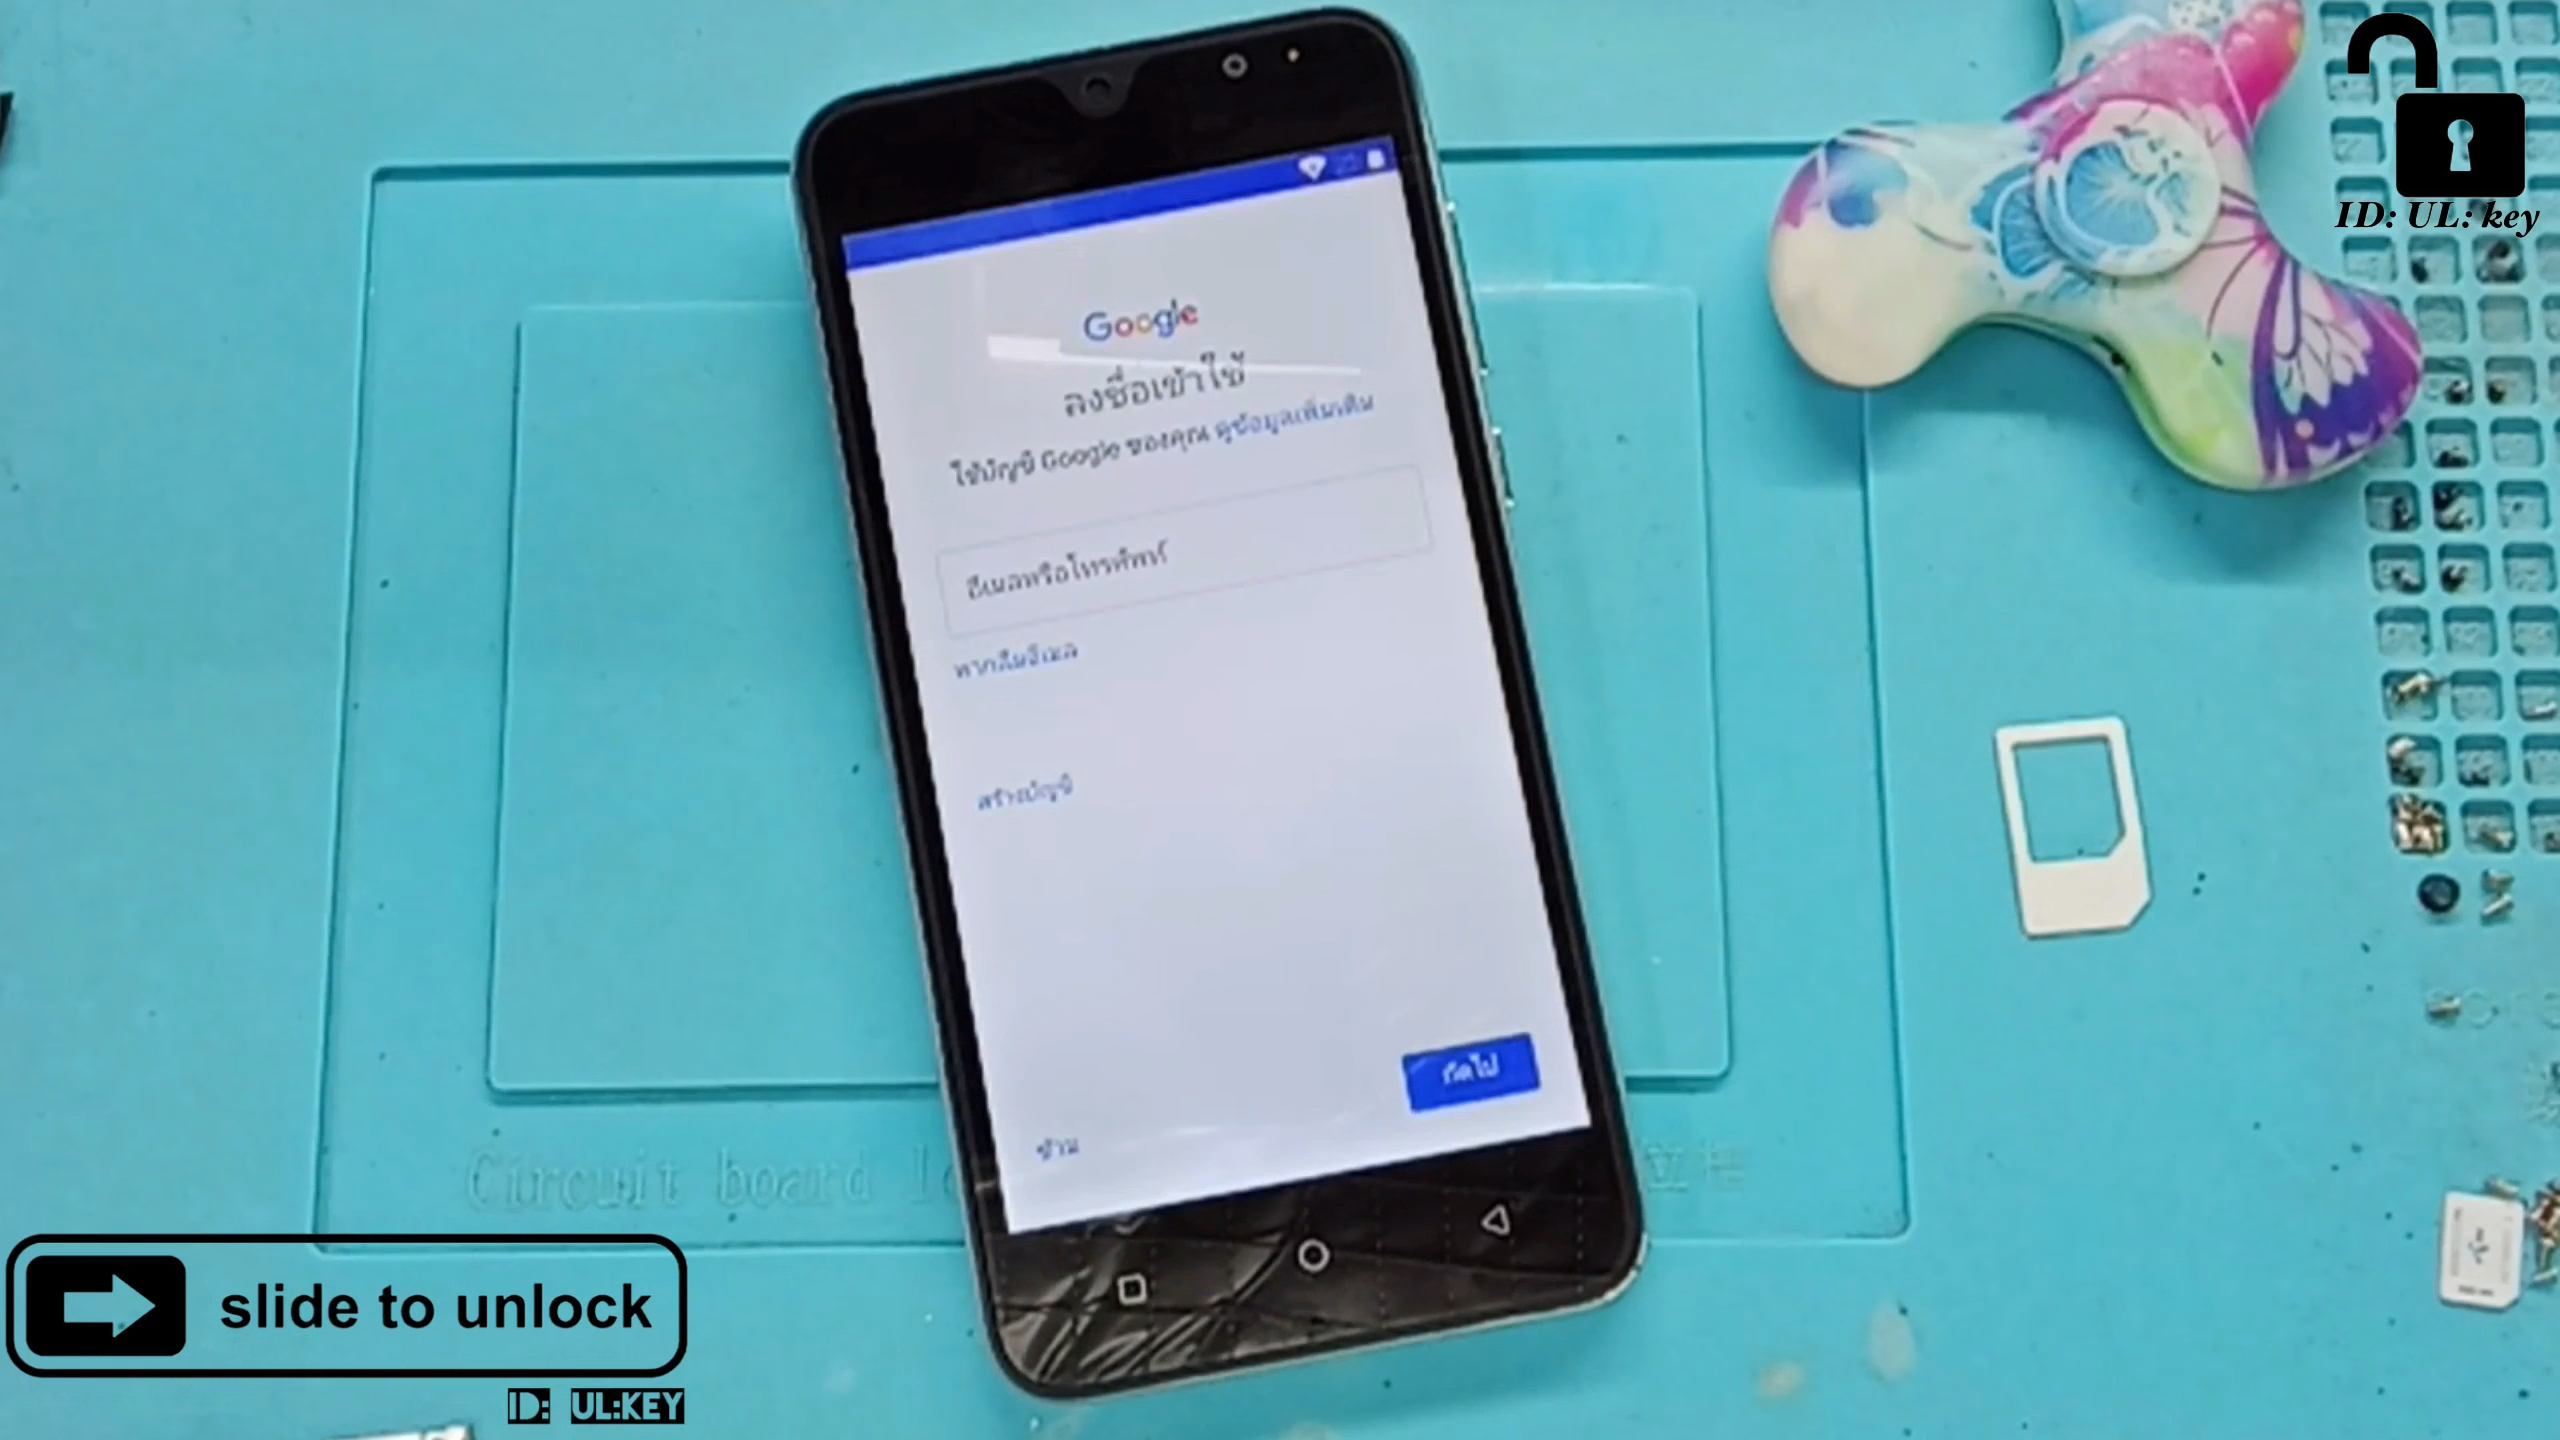 ID: UL: key
Google
ลงชื่อเข้าใช้
ใช้บัญชี Google ของคุณ ดูข้อมูลเพิ่มเติม
อีเมลหรือโทรศัพท์
หากลืมอีเมล
สร้างบัญชี
ถัดไป
ข้าม
Circuit board
slide to unlock
ID: UL:KEY